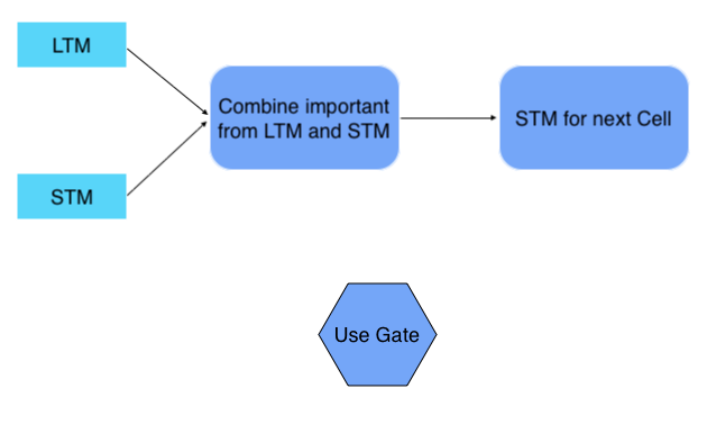 LTM
Combine important
from LTM and STM
STM for next Cell
STM
Use Gate